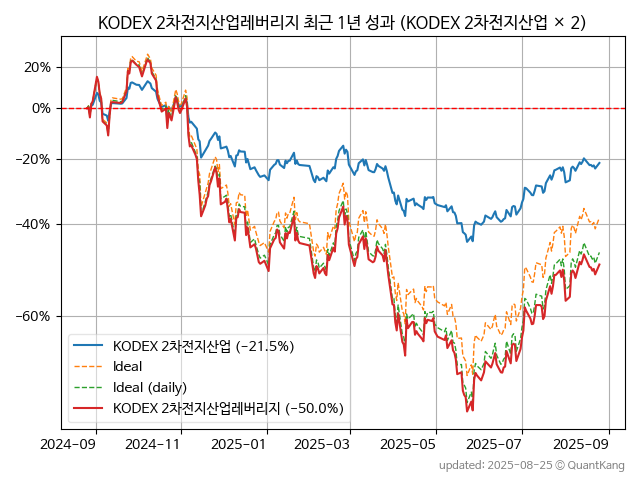 KODEX 2차전지산업레버리지 최근 1년 성과 (KODEX 2차전지산업 × 2)
20%
0%
−20%
−40%
−60%
KODEX 2차전지산업 (−21.5%)
Ideal
Ideal (daily)
KODEX 2차전지산업레버리지 (−50.0%)
2024-09 2024-11 2025-01 2025-03 2025-05 2025-07 2025-09
updated: 2025-08-25 © QuantKang